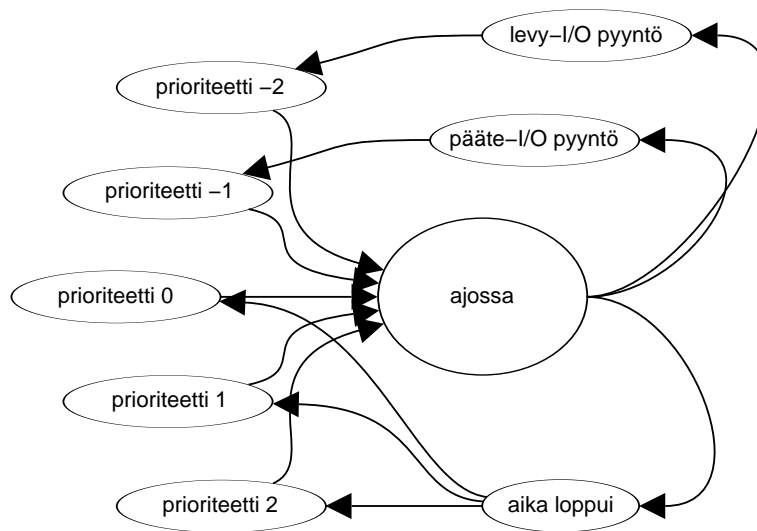 levy−I/O pyyntö
prioriteetti −2
pääte−I/O pyyntö
prioriteetti −1
prioriteetti 0
ajossa
prioriteetti 1
prioriteetti 2
aika loppui